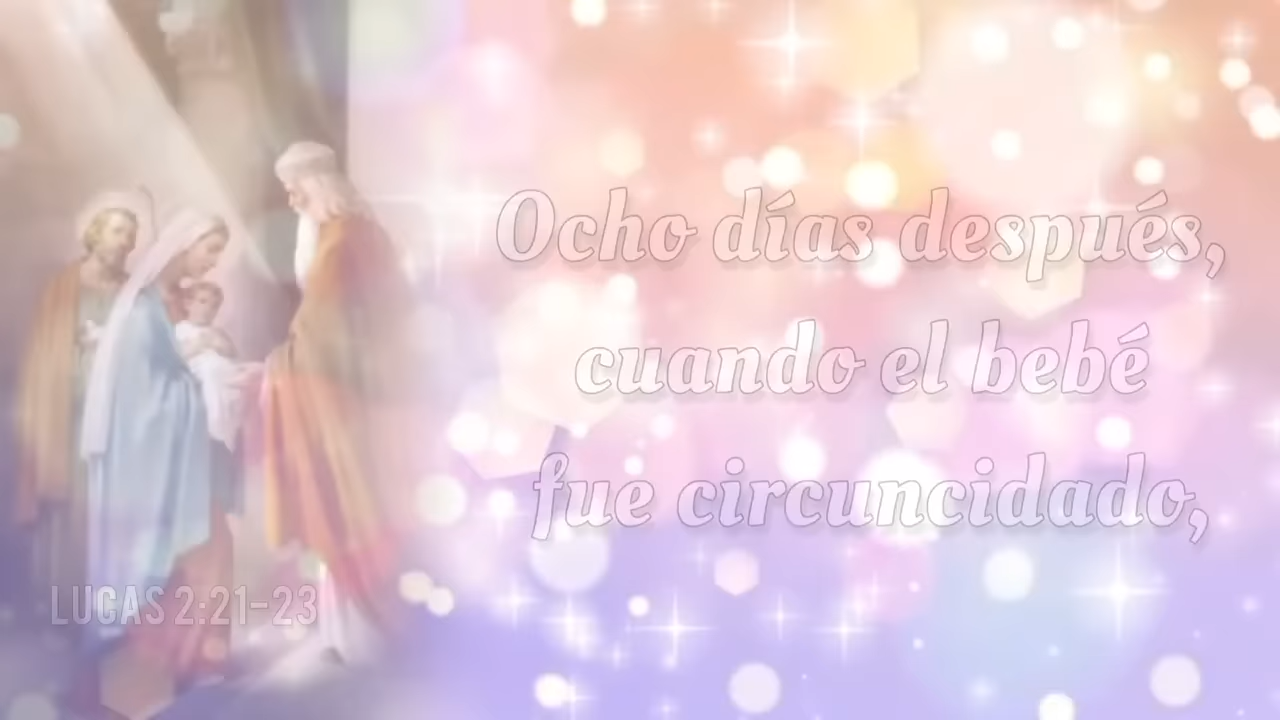 Ocho días después,
cuando el bebé
fue circuncidado,
LUCAS 2:21-23